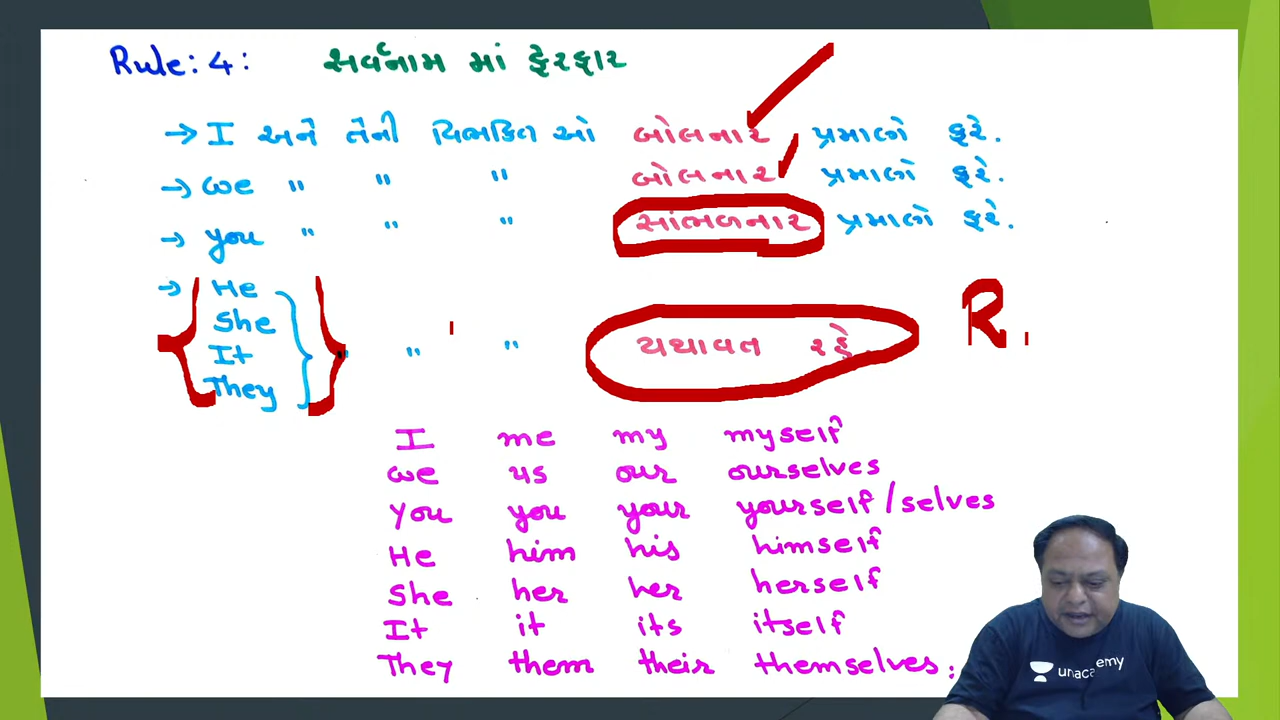 Rule: 4: સર્વનામ માં ફેરફાર
→ I અને તેની વિભકિત ઓ બોલનાર પ્રમાણે ફરે.
→ we " " " બોલનાર પ્રમાણે ફરે.
→ you " " " સાંભળનાર પ્રમાણે ફરે.
→ He
She
It
They
" " " યથાવત રહે
R.
I me my myself
we us our ourselves
You you your yourself/selves
He him his himself
She her her herself
It it its itself
They them their themselves.
unacademy